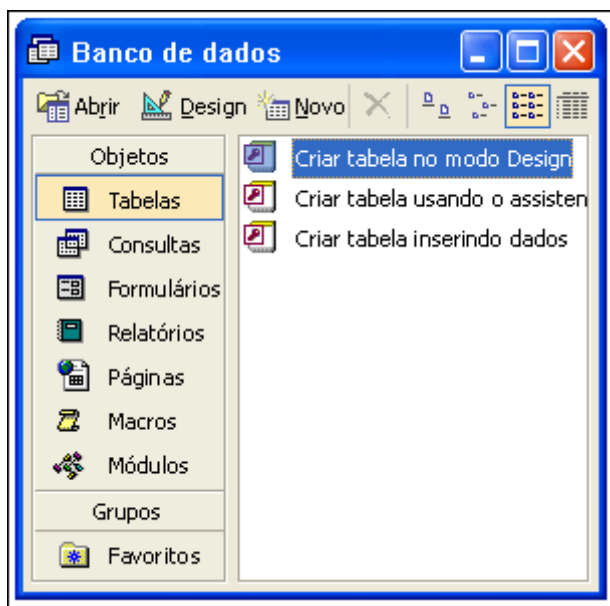 Banco de dados
Abrir Design Novo
Objetos
Tabelas
Consultas
Formulários
Relatórios
Páginas
Macros
Módulos
Grupos
Favoritos
Criar tabela no modo Design
Criar tabela usando o assisten
Criar tabela inserindo dados